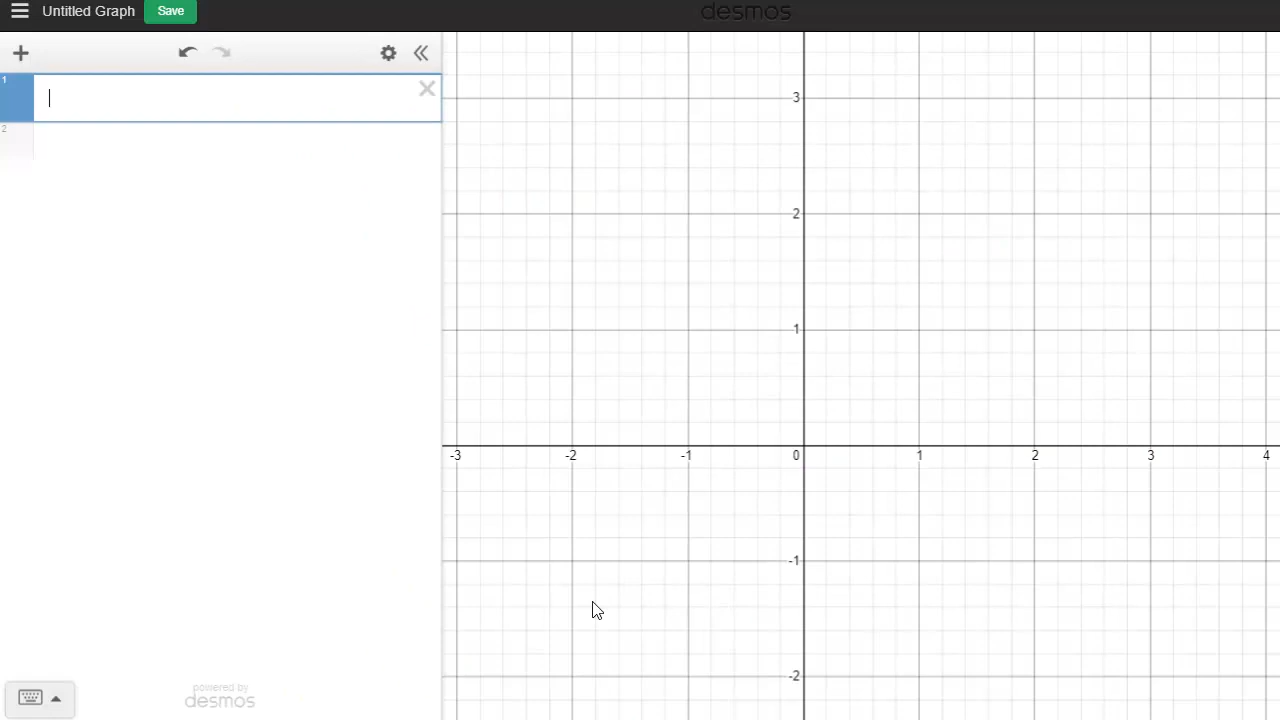 Untitled Graph Save desmos
1
2
3
2
1
-3 -2 -1 0 1 2 3 4
-1
-2
powered by
desmos